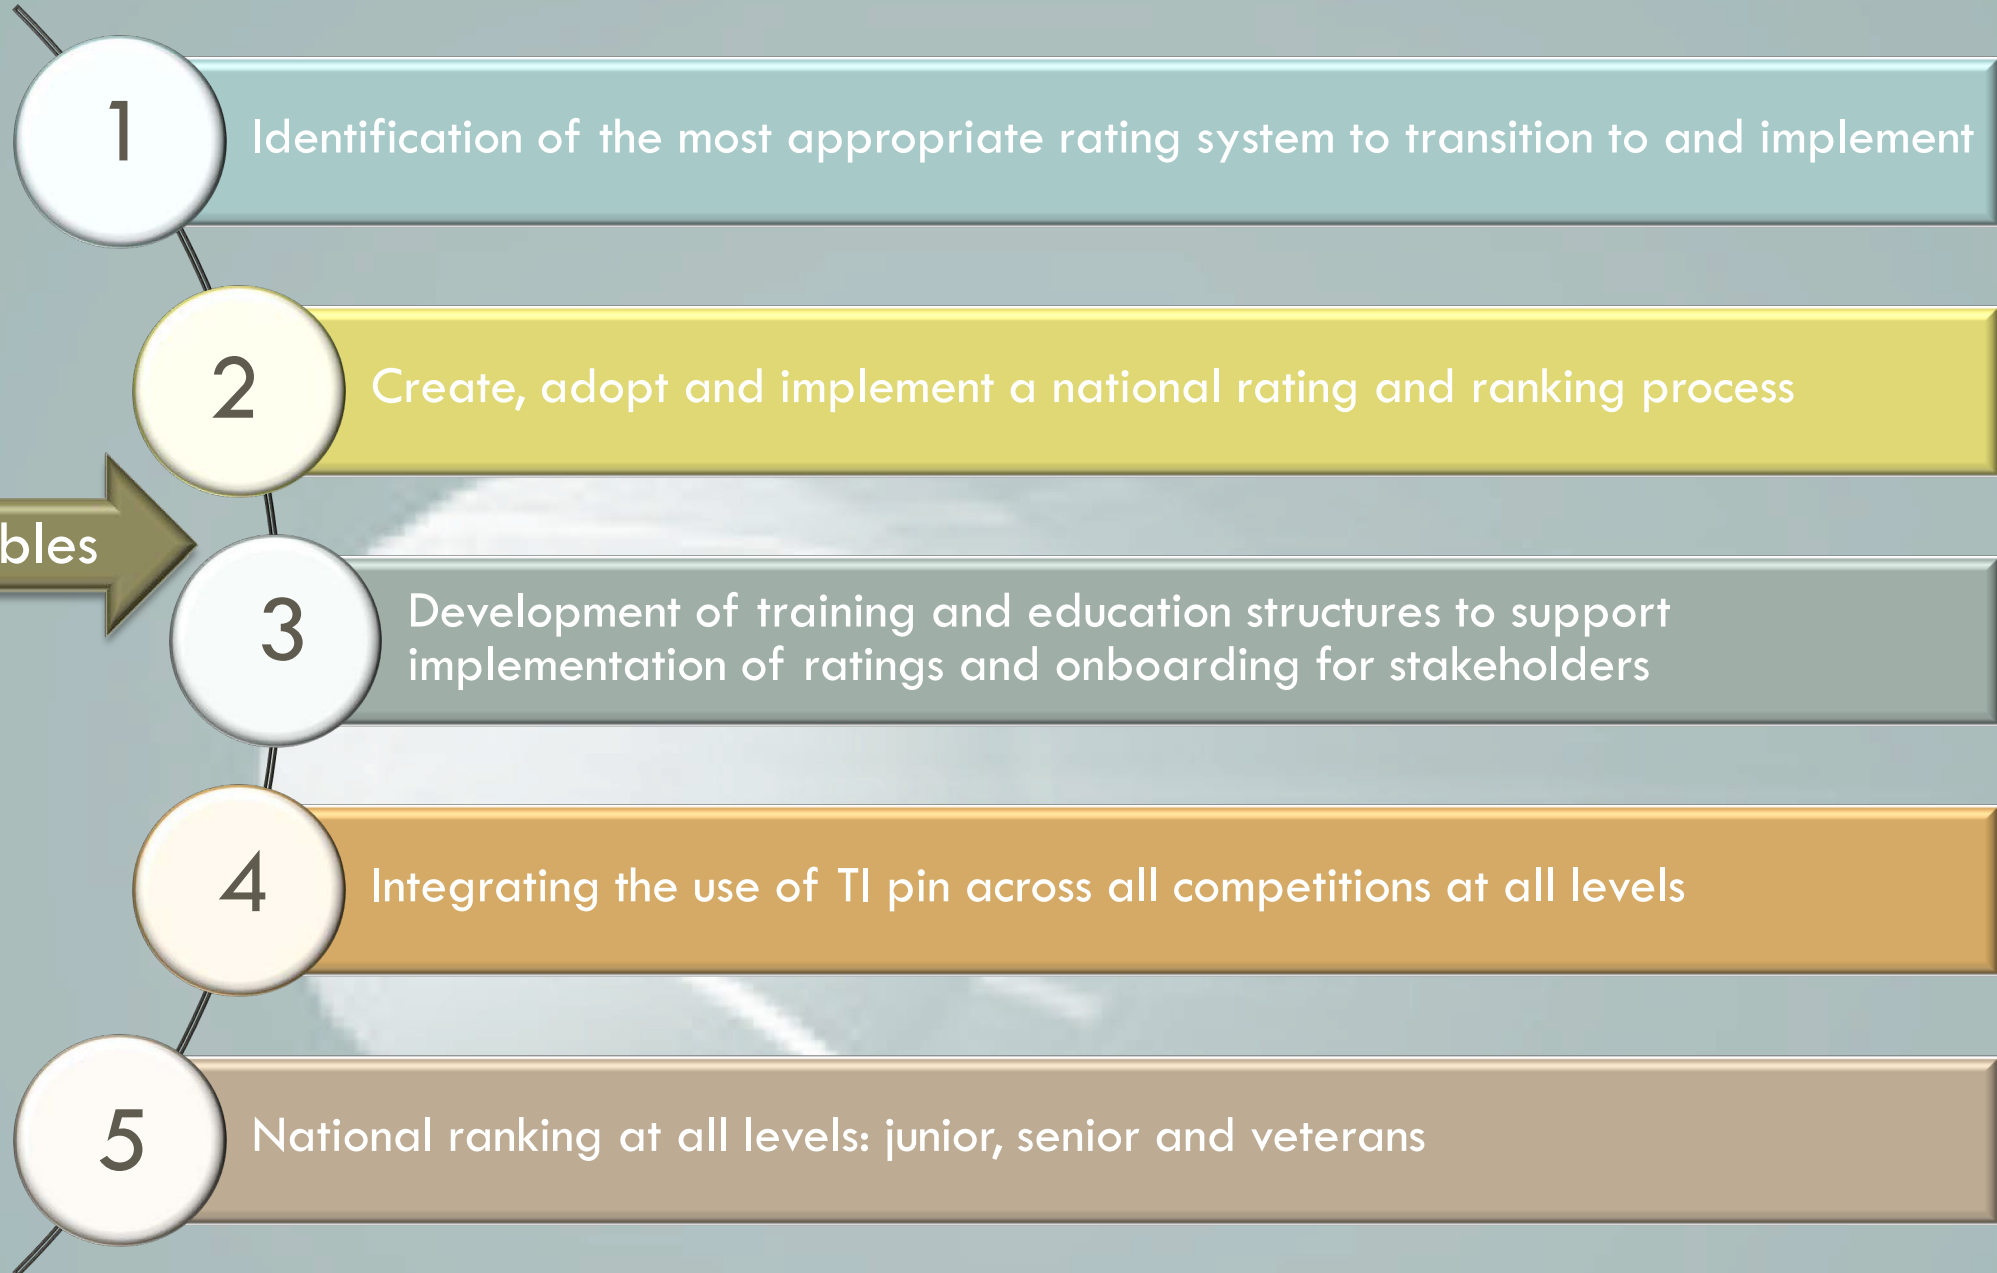 1
Identification of the most appropriate rating system to transition to and implement
2
Create, adopt and implement a national rating and ranking process
bles
3
Development of training and education structures to support
implementation of ratings and onboarding for stakeholders
4
Integrating the use of TI pin across all competitions at all levels
5
National ranking at all levels: junior, senior and veterans